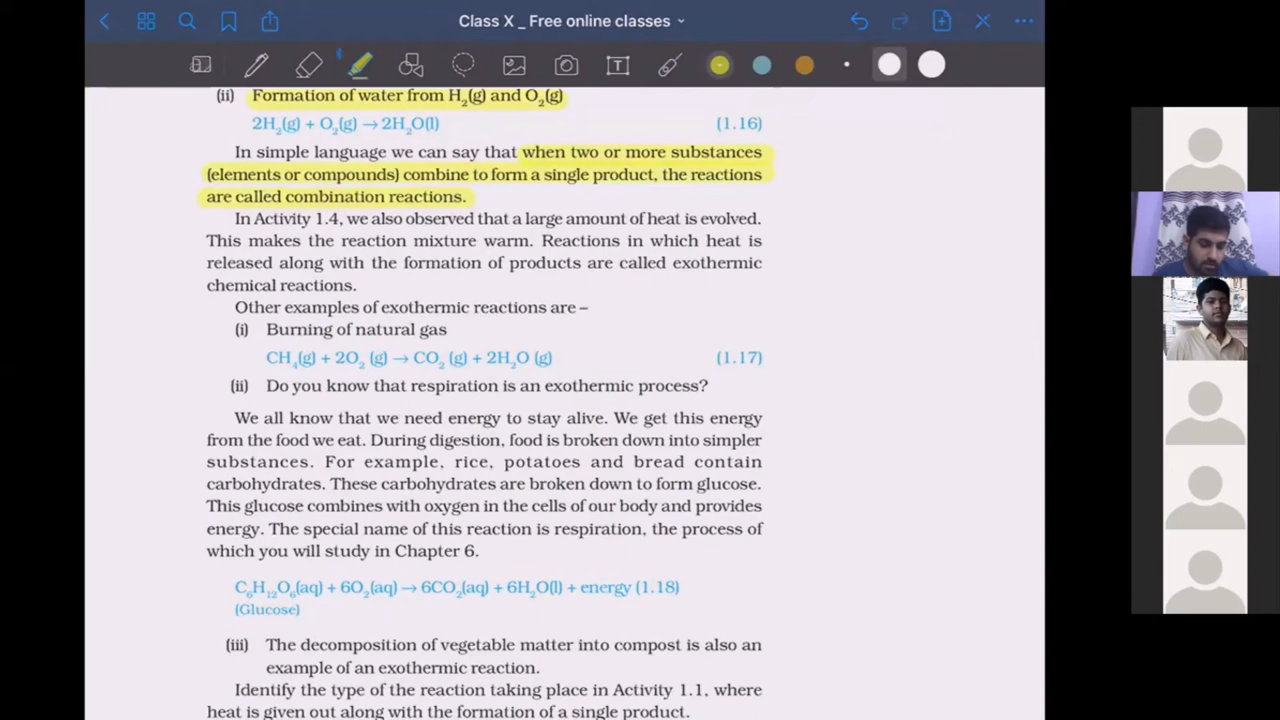 Class X _ Free online classes
(ii) Formation of water from H₂(g) and O₂(g)
2H₂(g) + O₂(g) → 2H₂O(l) (1.16)
In simple language we can say that when two or more substances
(elements or compounds) combine to form a single product, the reactions
are called combination reactions.
In Activity 1.4, we also observed that a large amount of heat is evolved.
This makes the reaction mixture warm. Reactions in which heat is
released along with the formation of products are called exothermic
chemical reactions.
Other examples of exothermic reactions are –
(i) Burning of natural gas
CH₄(g) + 2O₂ (g) → CO₂ (g) + 2H₂O (g) (1.17)
(ii) Do you know that respiration is an exothermic process?
We all know that we need energy to stay alive. We get this energy
from the food we eat. During digestion, food is broken down into simpler
substances. For example, rice, potatoes and bread contain
carbohydrates. These carbohydrates are broken down to form glucose.
This glucose combines with oxygen in the cells of our body and provides
energy. The special name of this reaction is respiration, the process of
which you will study in Chapter 6.
C₆H₁₂O₆(aq) + 6O₂(aq) → 6CO₂(aq) + 6H₂O(l) + energy (1.18)
(Glucose)
(iii) The decomposition of vegetable matter into compost is also an
example of an exothermic reaction.
Identify the type of the reaction taking place in Activity 1.1, where
heat is given out along with the formation of a single product.